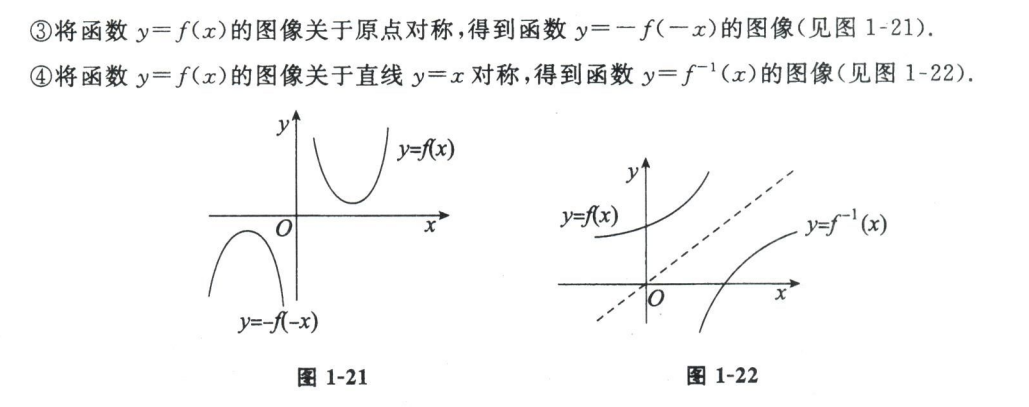 ③将函数 y=f(x)的图像关于原点对称,得到函数 y=-f(-x)的图像(见图 1-21).
④将函数 y=f(x)的图像关于直线 y=x 对称,得到函数 y=f⁻¹(x)的图像(见图 1-22).
y
y=f(x)
O
x
y=-f(-x)
图 1-21
y
y=f(x)
y=f⁻¹(x)
O
x
图 1-22